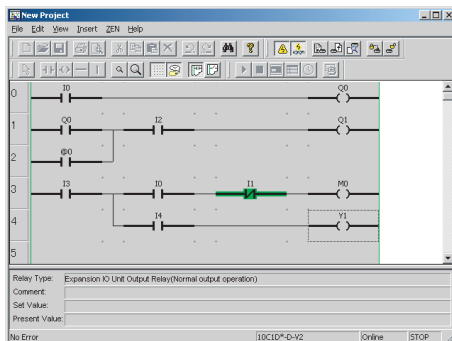 New Project
File Edit View Insert ZEN Help
0 I0 Q0
1 Q0 I2 Q1
2 @0
3 I3 I0 I1 M0
4 I4 Y1
5
Relay Type: Expansion IO Unit Output Relay(Normal output operation)
Comment:
Set Value:
Present Value:
No Error 10C1D*-D-V2 Online STOP